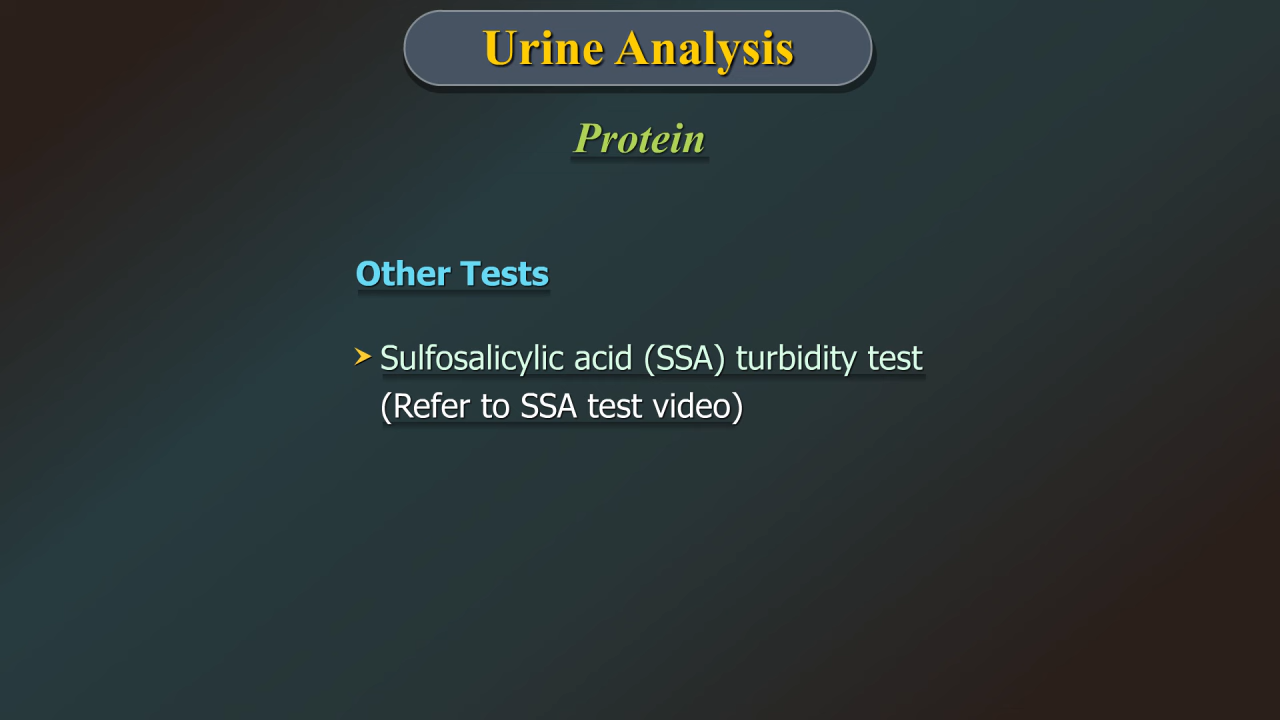 Urine Analysis
Protein
Other Tests
➤ Sulfosalicylic acid (SSA) turbidity test
(Refer to SSA test video)